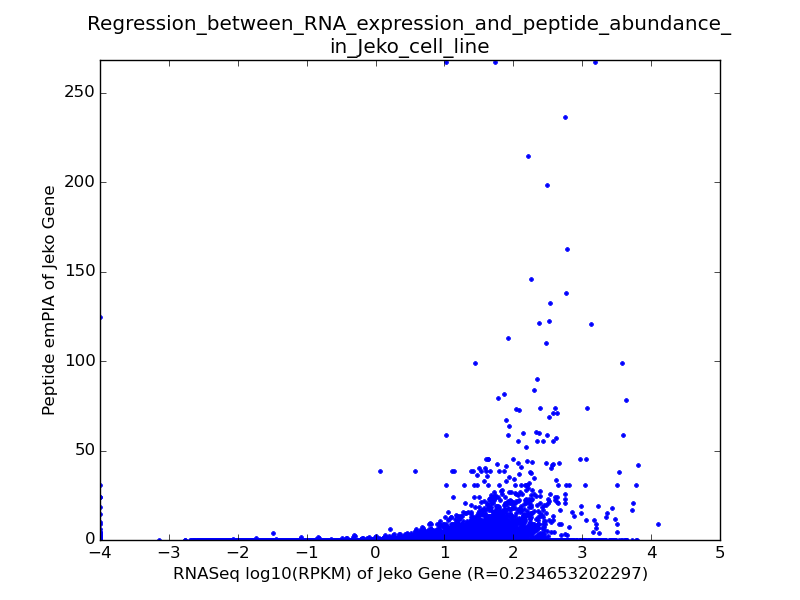 Regression_between_RNA_expression_and_peptide_abundance_
in_Jeko_cell_line
250
200
150
100
50
0
−4 −3 −2 −1 0 1 2 3 4 5
Peptide emPIA of Jeko Gene
RNASeq log10(RPKM) of Jeko Gene (R=0.234653202297)